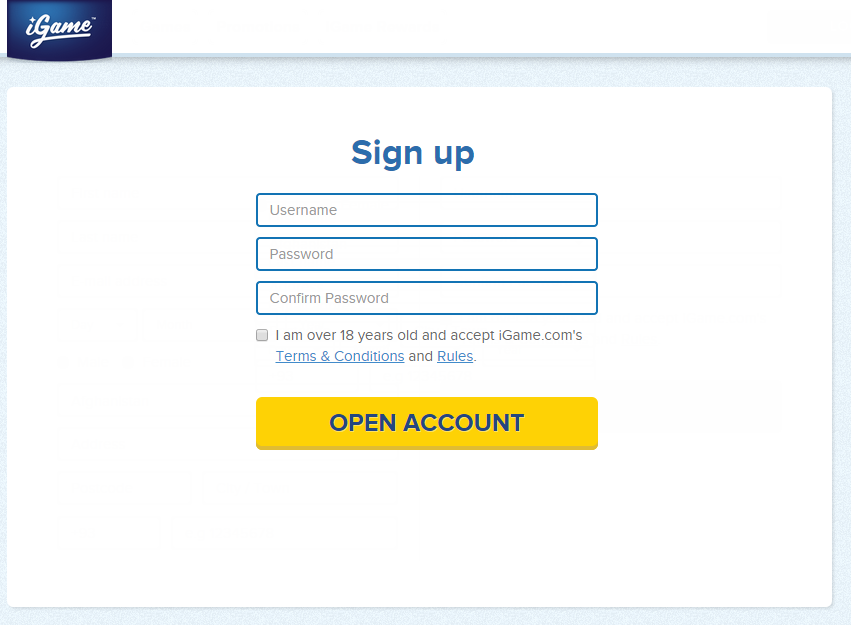 iGame™
Sign up
Username
Password
Confirm Password
I am over 18 years old and accept iGame.com's
Terms & Conditions and Rules.
OPEN ACCOUNT